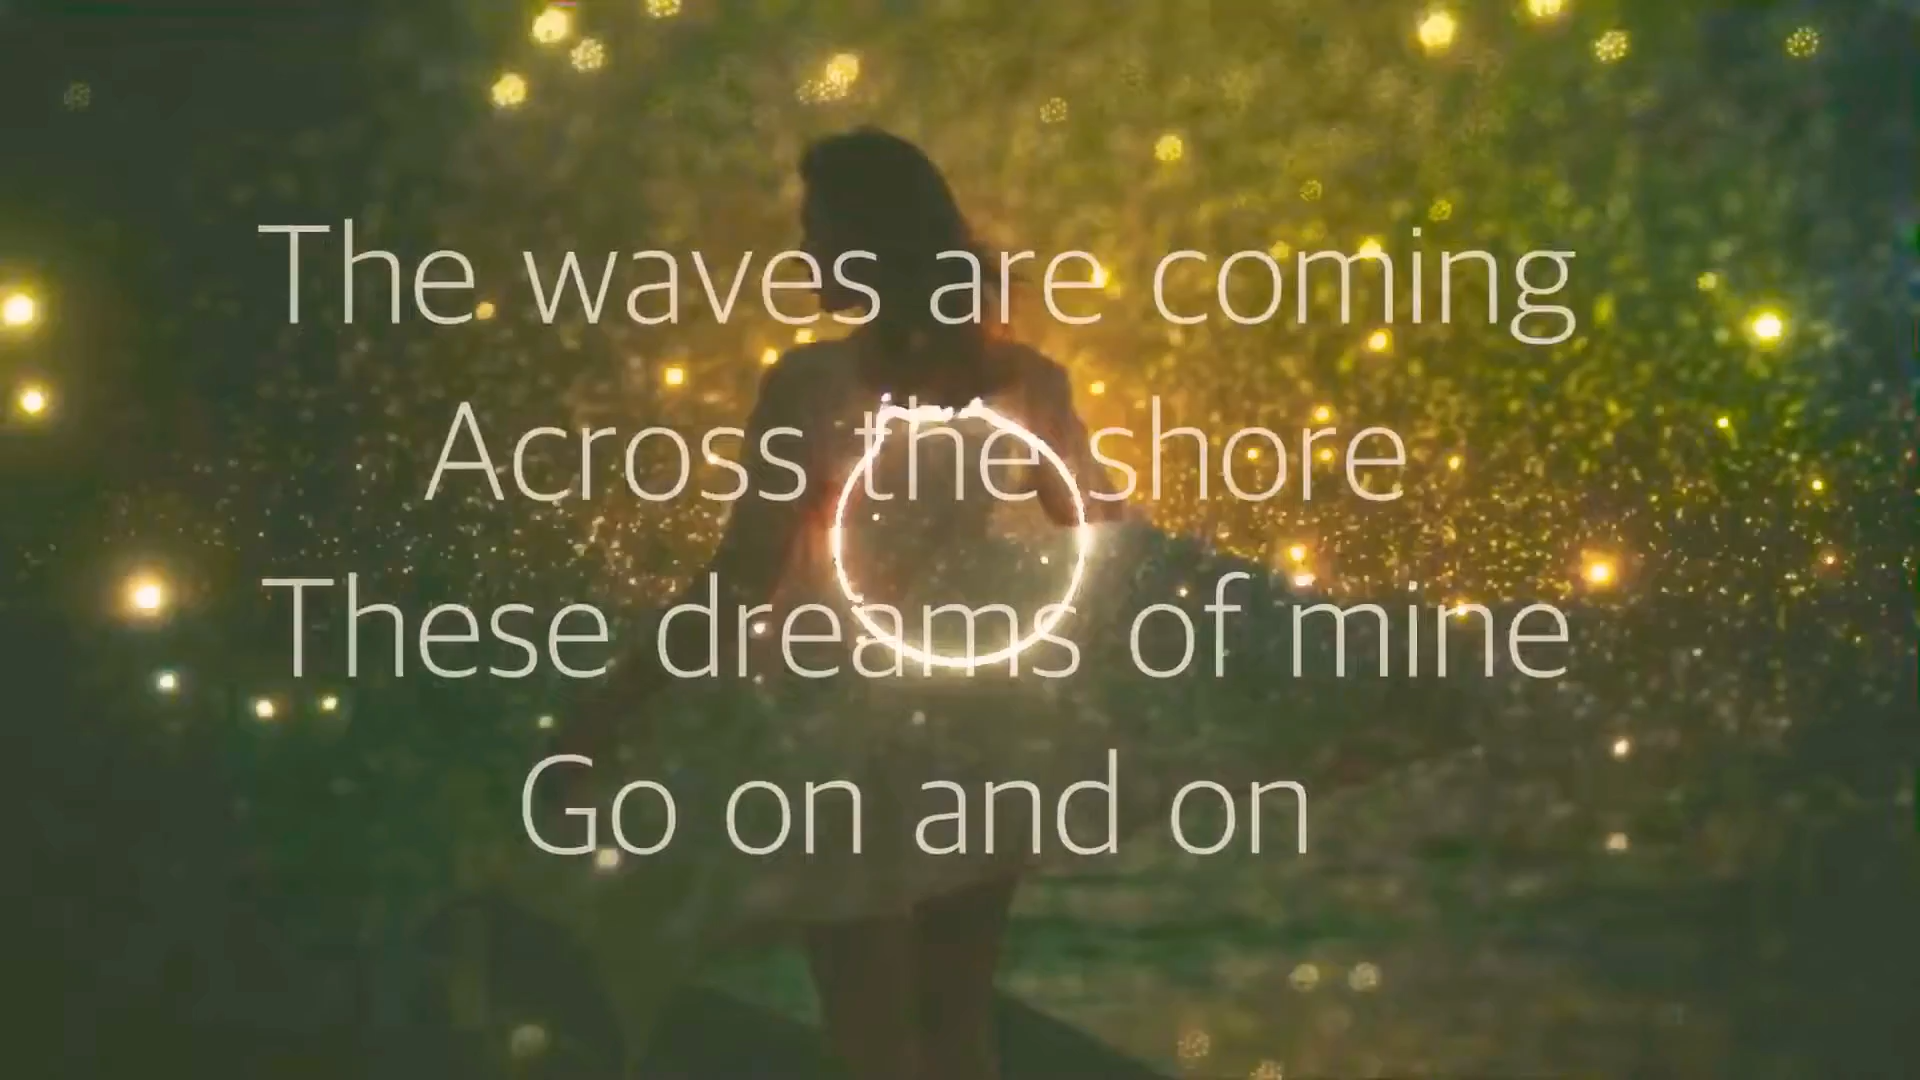 The waves are coming
Across the shore
These dreams of mine
Go on and on